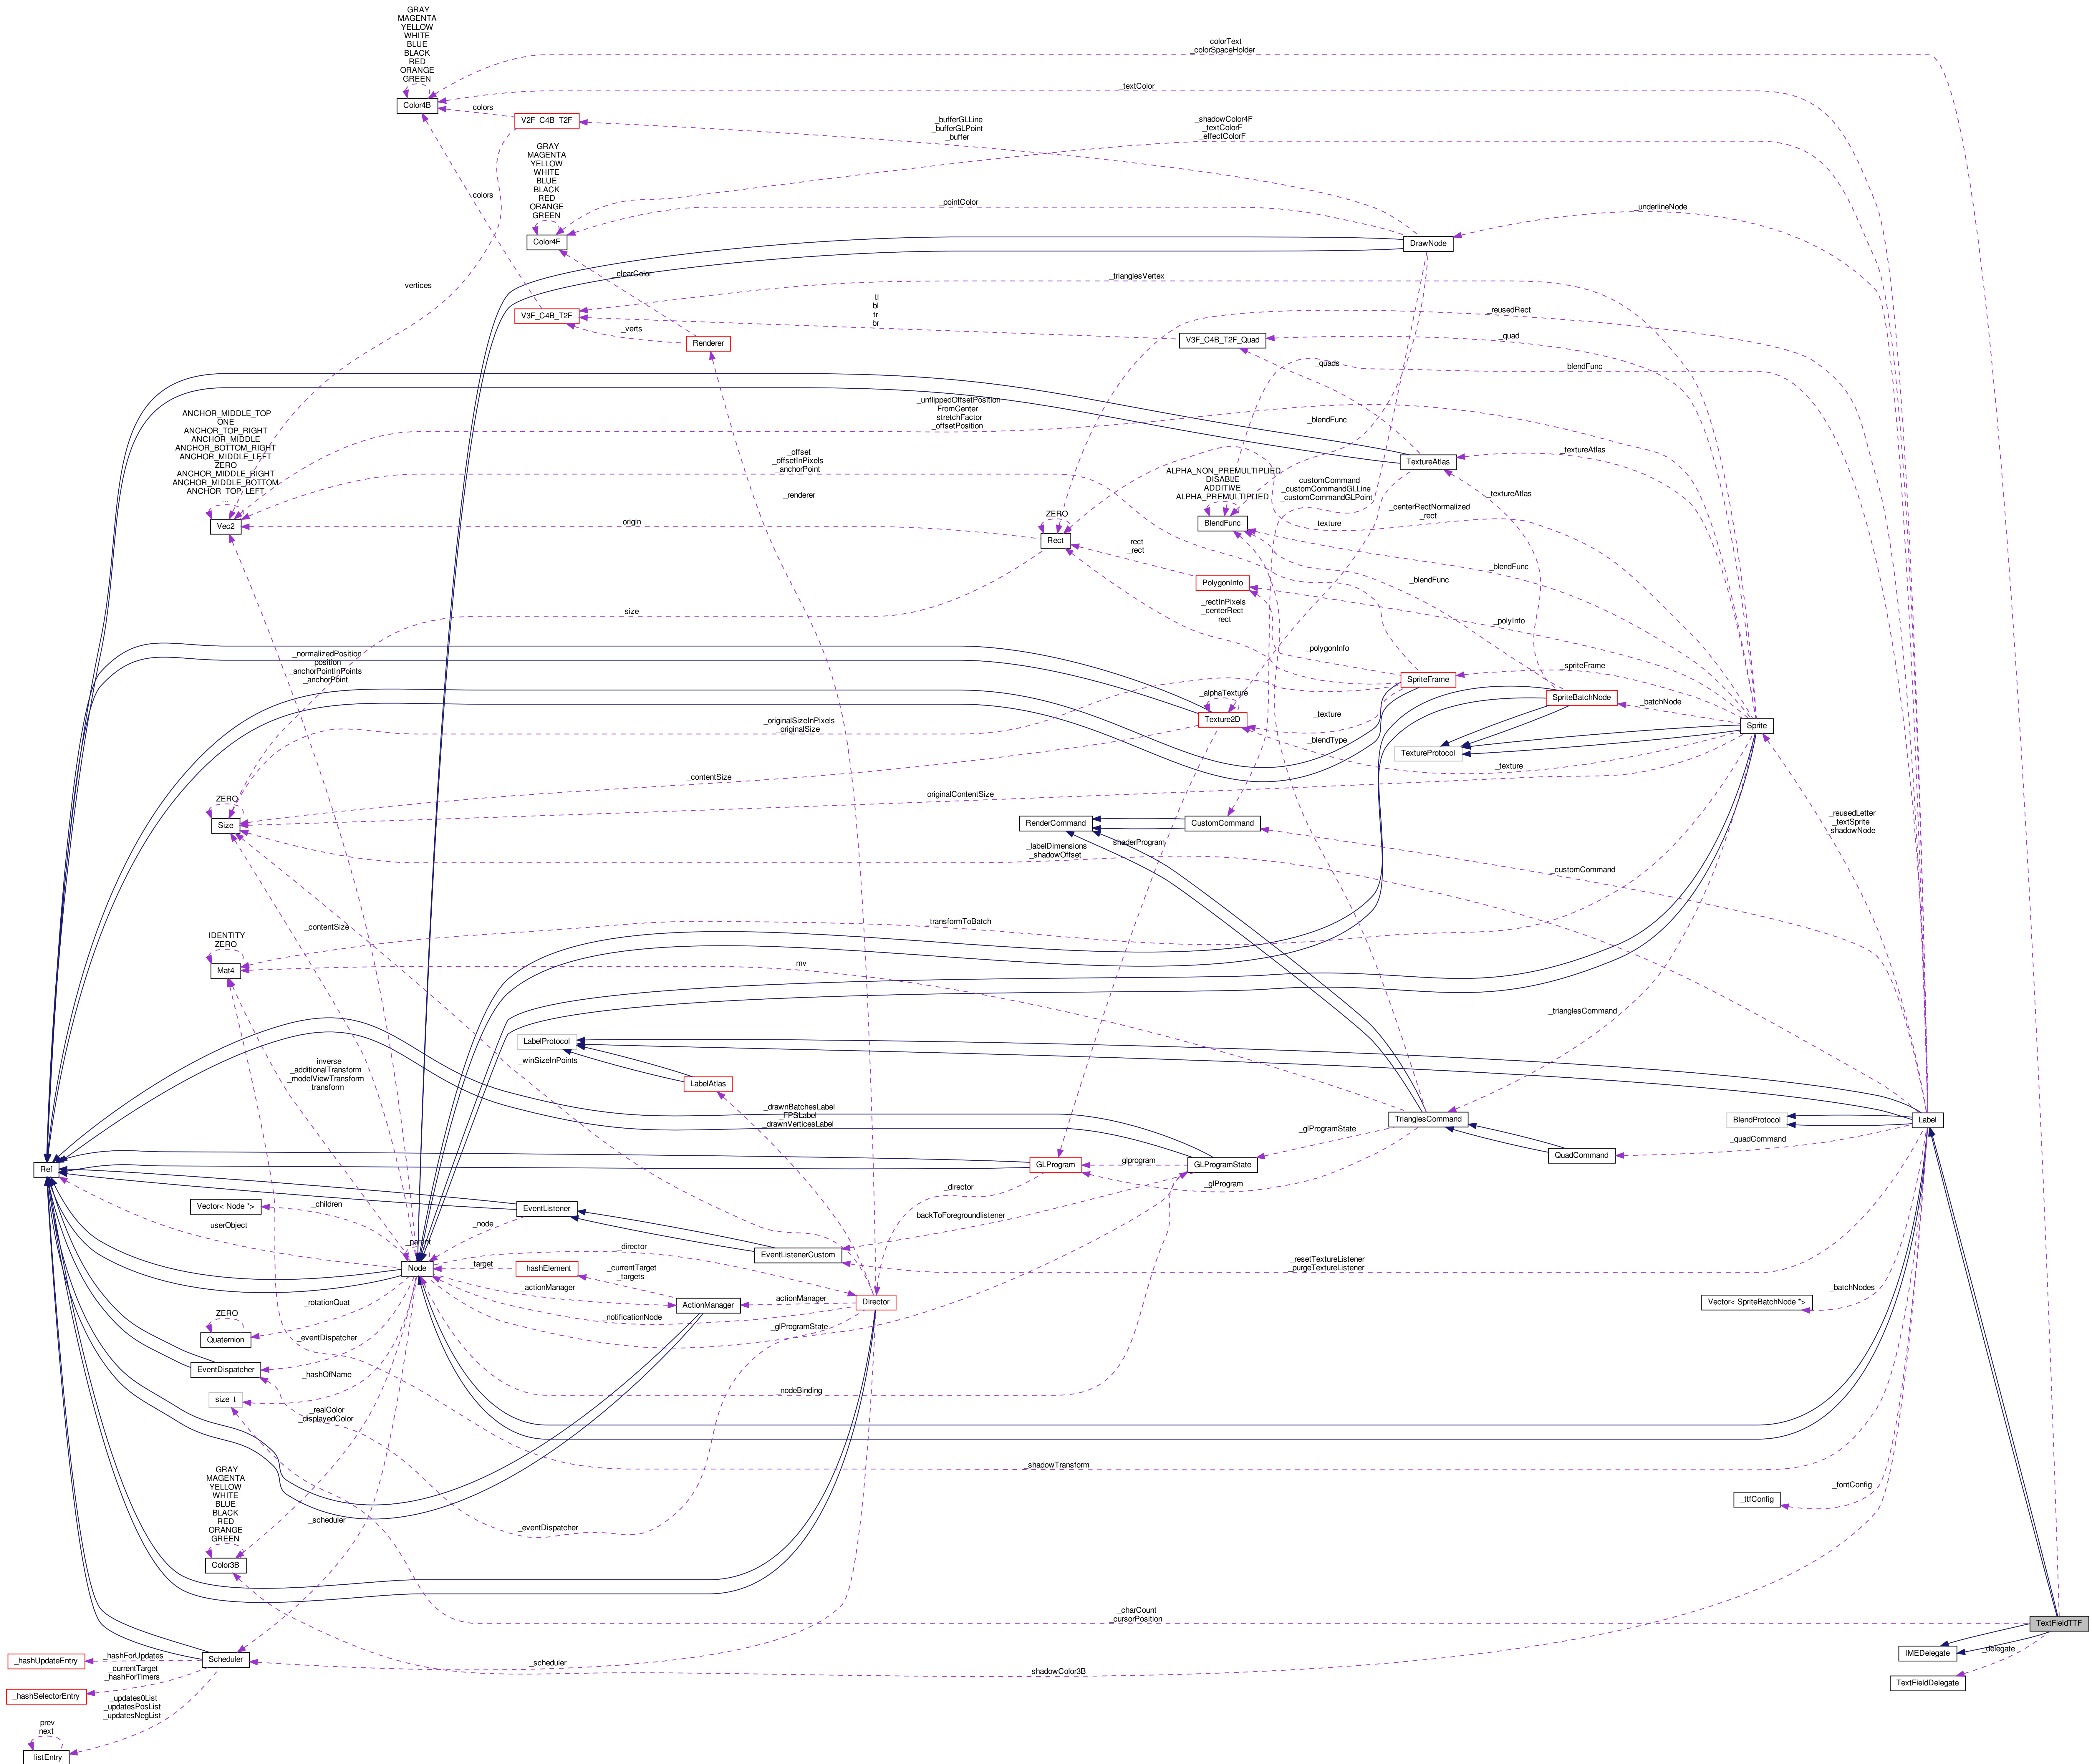 GRAY
MAGENTA
YELLOW
WHITE
BLUE
BLACK
RED
ORANGE
GREEN
Color4B
_colorText
_colorSpaceHolder
_textColor
colors
V2F_C4B_T2F
_bufferGLLine
_bufferGLPoint
_buffer
_shadowColor4F
_textColorF
_effectColorF
GRAY
MAGENTA
YELLOW
WHITE
BLUE
BLACK
RED
ORANGE
GREEN
Color4F
colors
_pointColor
_underlineNode
DrawNode
_clearColor
vertices
_trianglesVertex
V3F_C4B_T2F
tl
bl
tr
br
_verts
Renderer
V3F_C4B_T2F_Quad
_reusedRect
_quad
_quads
_blendFunc
ANCHOR_MIDDLE_TOP
ONE
ANCHOR_TOP_RIGHT
ANCHOR_MIDDLE
ANCHOR_BOTTOM_RIGHT
ANCHOR_MIDDLE_LEFT
ZERO
ANCHOR_MIDDLE_RIGHT
ANCHOR_MIDDLE_BOTTOM
ANCHOR_TOP_LEFT
...
Vec2
_unflippedOffsetPosition
FromCenter
_stretchFactor
_offsetPosition
_blendFunc
_offset
_offsetInPixels
_anchorPoint
_renderer
TextureAtlas
_textureAtlas
ALPHA_NON_PREMULTIPLIED
DISABLE
ADDITIVE
ALPHA_PREMULTIPLIED
BlendFunc
_customCommand
_customCommandGLLine
_customCommandGLPoint
_textureAtlas
_centerRectNormalized
_rect
_texture
origin
ZERO
Rect
rect
_rect
PolygonInfo
_blendFunc
_blendFunc
size
_rectInPixels
_centerRect
_rect
_polyInfo
_polygonInfo
_normalizedPosition
_position
_anchorPointInPoints
_anchorPoint
_spriteFrame
SpriteFrame
SpriteBatchNode
_batchNode
_alphaTexture
Texture2D
_texture
_originalSizeInPixels
_originalSize
_blendType
TextureProtocol
Sprite
_texture
_contentSize
_originalContentSize
ZERO
Size
RenderCommand
CustomCommand
_reusedLetter
_textSprite
_shadowNode
_labelDimensions
_shadowOffset
_shaderProgram
_customCommand
_contentSize
_transformToBatch
IDENTITY
ZERO
Mat4
_mv
_trianglesCommand
LabelProtocol
_inverse
_additionalTransform
_modelViewTransform
_transform
_winSizeInPoints
LabelAtlas
_drawnBatchesLabel
_FPSLabel
_drawnVerticesLabel
TrianglesCommand
BlendProtocol
Label
_glProgramState
_quadCommand
QuadCommand
Ref
GLProgram
_glprogram
GLProgramState
_glProgram
_director
Vector< Node *>
_children
EventListener
_userObject
_node
_backToForegroundlistener
_parent
_director
EventListenerCustom
_resetTextureListener
_purgeTextureListener
Node
target
_hashElement
_currentTarget
_targets
_actionManager
ActionManager
_actionManager
Director
_batchNodes
Vector< SpriteBatchNode *>
_rotationQuat
ZERO
Quaternion
_notificationNode
_glProgramState
_eventDispatcher
EventDispatcher
_hashOfName
size_t
_nodeBinding
_realColor
_displayedColor
_shadowTransform
GRAY
MAGENTA
YELLOW
WHITE
BLUE
BLACK
RED
ORANGE
GREEN
Color3B
_fontConfig
_ttfConfig
_scheduler
_eventDispatcher
_charCount
_cursorPosition
TextFieldTTF
_delegate
IMEDelegate
TextFieldDelegate
_hashUpdateEntry
_hashForUpdates
Scheduler
_scheduler
_shadowColor3B
_currentTarget
_hashForTimers
_hashSelectorEntry
_updates0List
_updatesPosList
_updatesNegList
prev
next
_listEntry